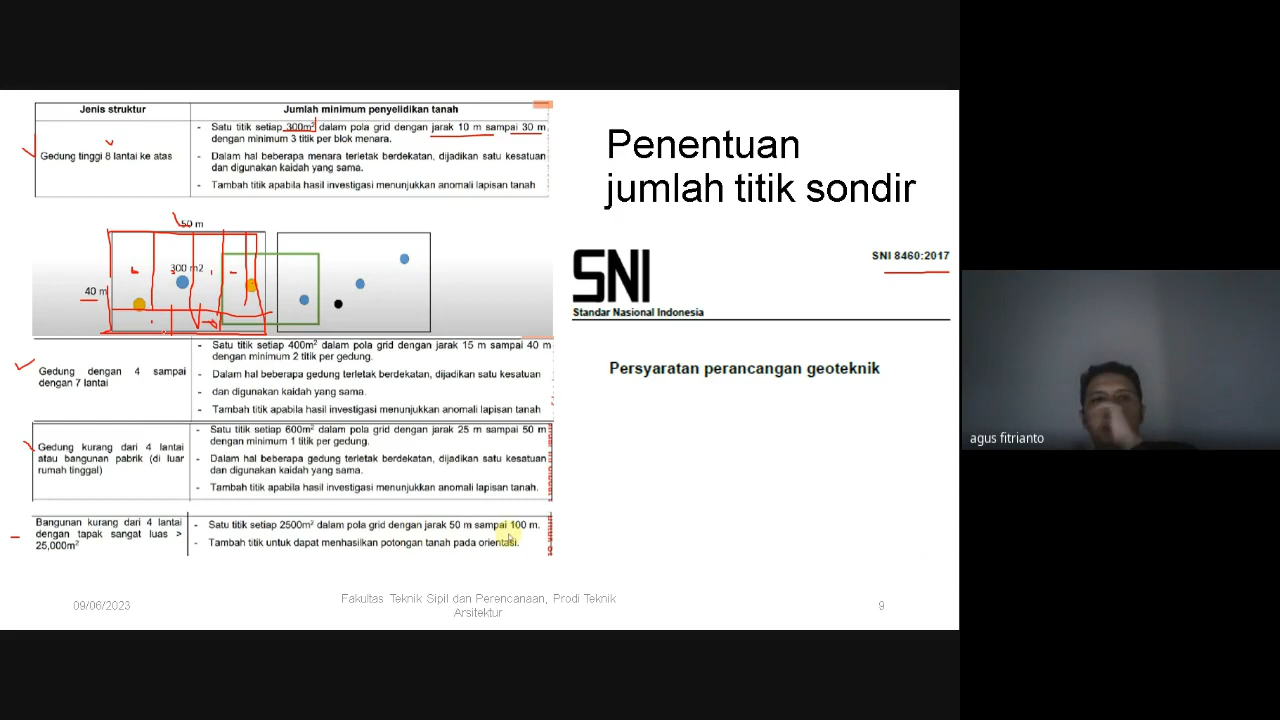 Jenis struktur
Jumlah minimum penyelidikan tanah
Gedung tinggi 8 lantai ke atas
- Satu titik setiap 300m² dalam pola grid dengan jarak 10 m sampai 30 m
dengan minimum 3 titik per blok menara.
- Dalam hal beberapa menara terletak berdekatan, dijadikan satu kesatuan
dan digunakan kaidah yang sama.
- Tambah titik apabila hasil investigasi menunjukkan anomali lapisan tanah
50 m
300 m2
40 m
Gedung dengan 4 sampai
dengan 7 lantai
- Satu titik setiap 400m² dalam pola grid dengan jarak 15 m sampai 40 m
dengan minimum 2 titik per gedung.
- Dalam hal beberapa gedung terletak berdekatan, dijadikan satu kesatuan
- dan digunakan kaidah yang sama.
- Tambah titik apabila hasil investigasi menunjukkan anomali lapisan tanah
Gedung kurang dari 4 lantai
atau bangunan pabrik (di luar
rumah tinggal)
- Satu titik setiap 600m² dalam pola grid dengan jarak 25 m sampai 50 m
dengan minimum 1 titik per gedung.
- Dalam hal beberapa gedung terletak berdekatan, dijadikan satu kesatuan
dan digunakan kaidah yang sama.
- Tambah titik apabila hasil investigasi menunjukkan anomali lapisan tanah.
Bangunan kurang dari 4 lantai
dengan tapak sangat luas >
25,000m²
- Satu titik setiap 2500m² dalam pola grid dengan jarak 50 m sampai 100 m.
- Tambah titik untuk dapat menhasilkan potongan tanah pada orientasi.
Penentuan
jumlah titik sondir
SNI
SNI 8460:2017
Standar Nasional Indonesia
Persyaratan perancangan geoteknik
09/06/2023
Fakultas Teknik Sipil dan Perencanaan, Prodi Teknik
Arsitektur
9
agus fitrianto